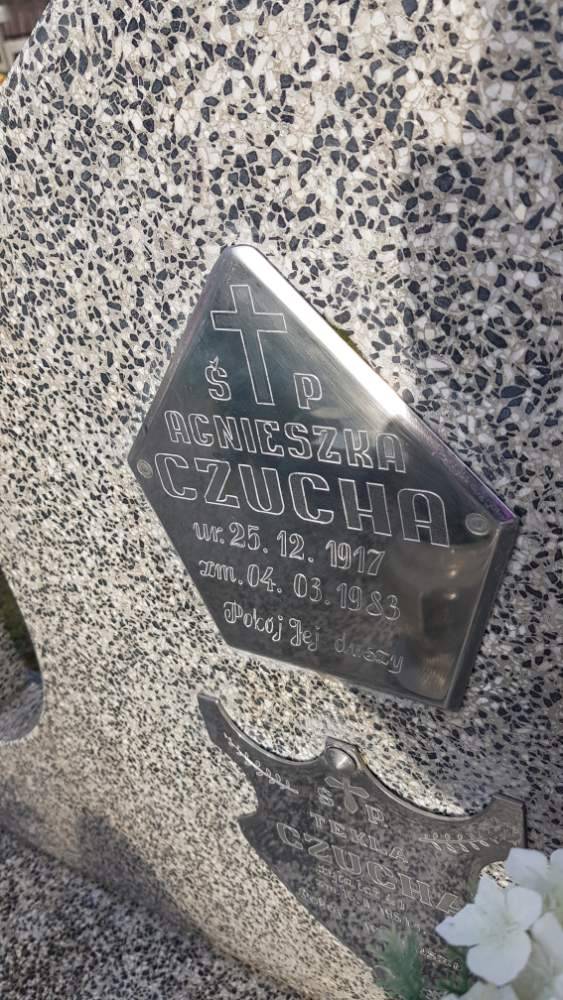 Ś P
AGNIESZKA
CZUCHA
ur. 25. 12. 1917
zm. 04. 03. 1983
Pokój Jej duszy
Ś P
TEKLA
CZUCHA